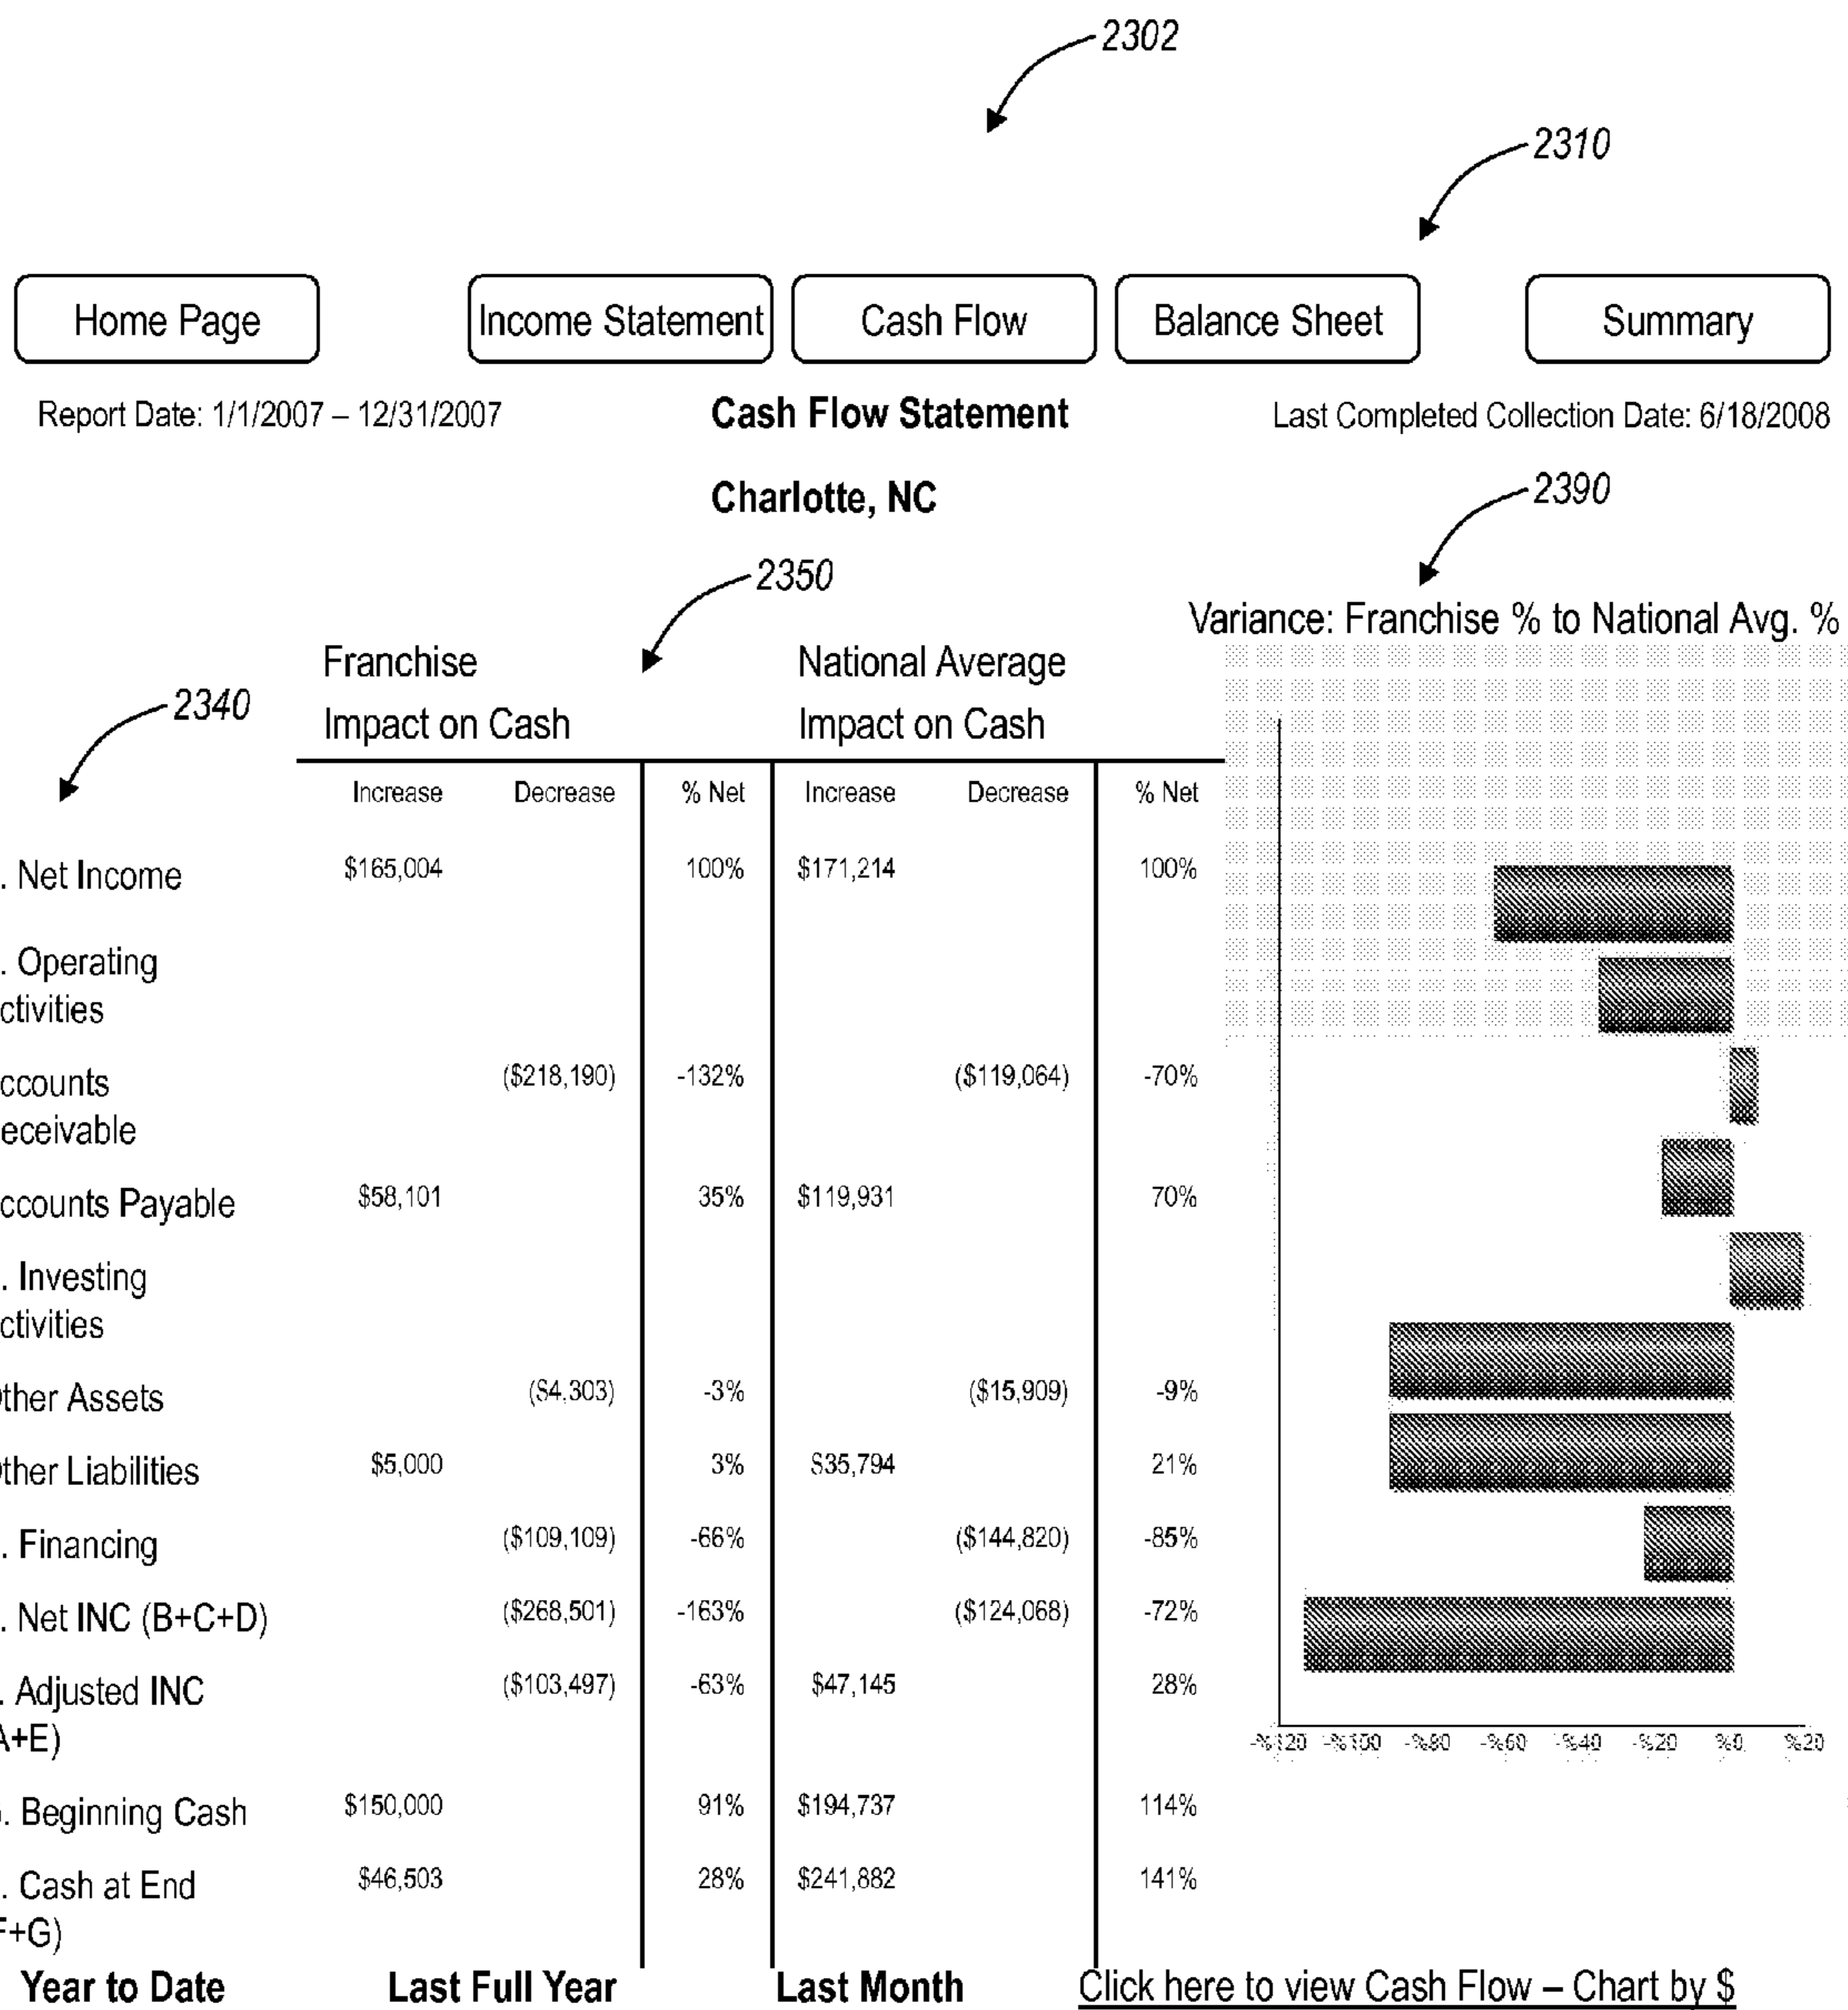 2302
2310
Home Page Income Statement Cash Flow Balance Sheet Summary
Report Date: 1/1/2007 – 12/31/2007 Cash Flow Statement Last Completed Collection Date: 6/18/2008
Charlotte, NC
2390
2350
Variance: Franchise % to National Avg. %
Franchise National Average
2340
Impact on Cash Impact on Cash
Increase Decrease % Net Increase Decrease % Net
. Net Income $165,004 100% $171,214 100%
. Operating
ctivities
ccounts ($218,190) -132% ($119,064) -70%
eceivable
ccounts Payable $58,101 35% $119,931 70%
. Investing
ctivities
ther Assets ($4,303) -3% ($15,909) -9%
ther Liabilities $5,000 3% $35,794 21%
. Financing ($109,109) -66% ($144,820) -85%
. Net INC (B+C+D) ($268,501) -163% ($124,068) -72%
. Adjusted INC ($103,497) -63% $47,145 28%
A+E)
-%120 -%100 -%80 -%60 -%40 -%20 %0 %20
. Beginning Cash $150,000 91% $194,737 114%
. Cash at End $46,503 28% $241,882 141%
F+G)
Year to Date Last Full Year Last Month Click here to view Cash Flow – Chart by $